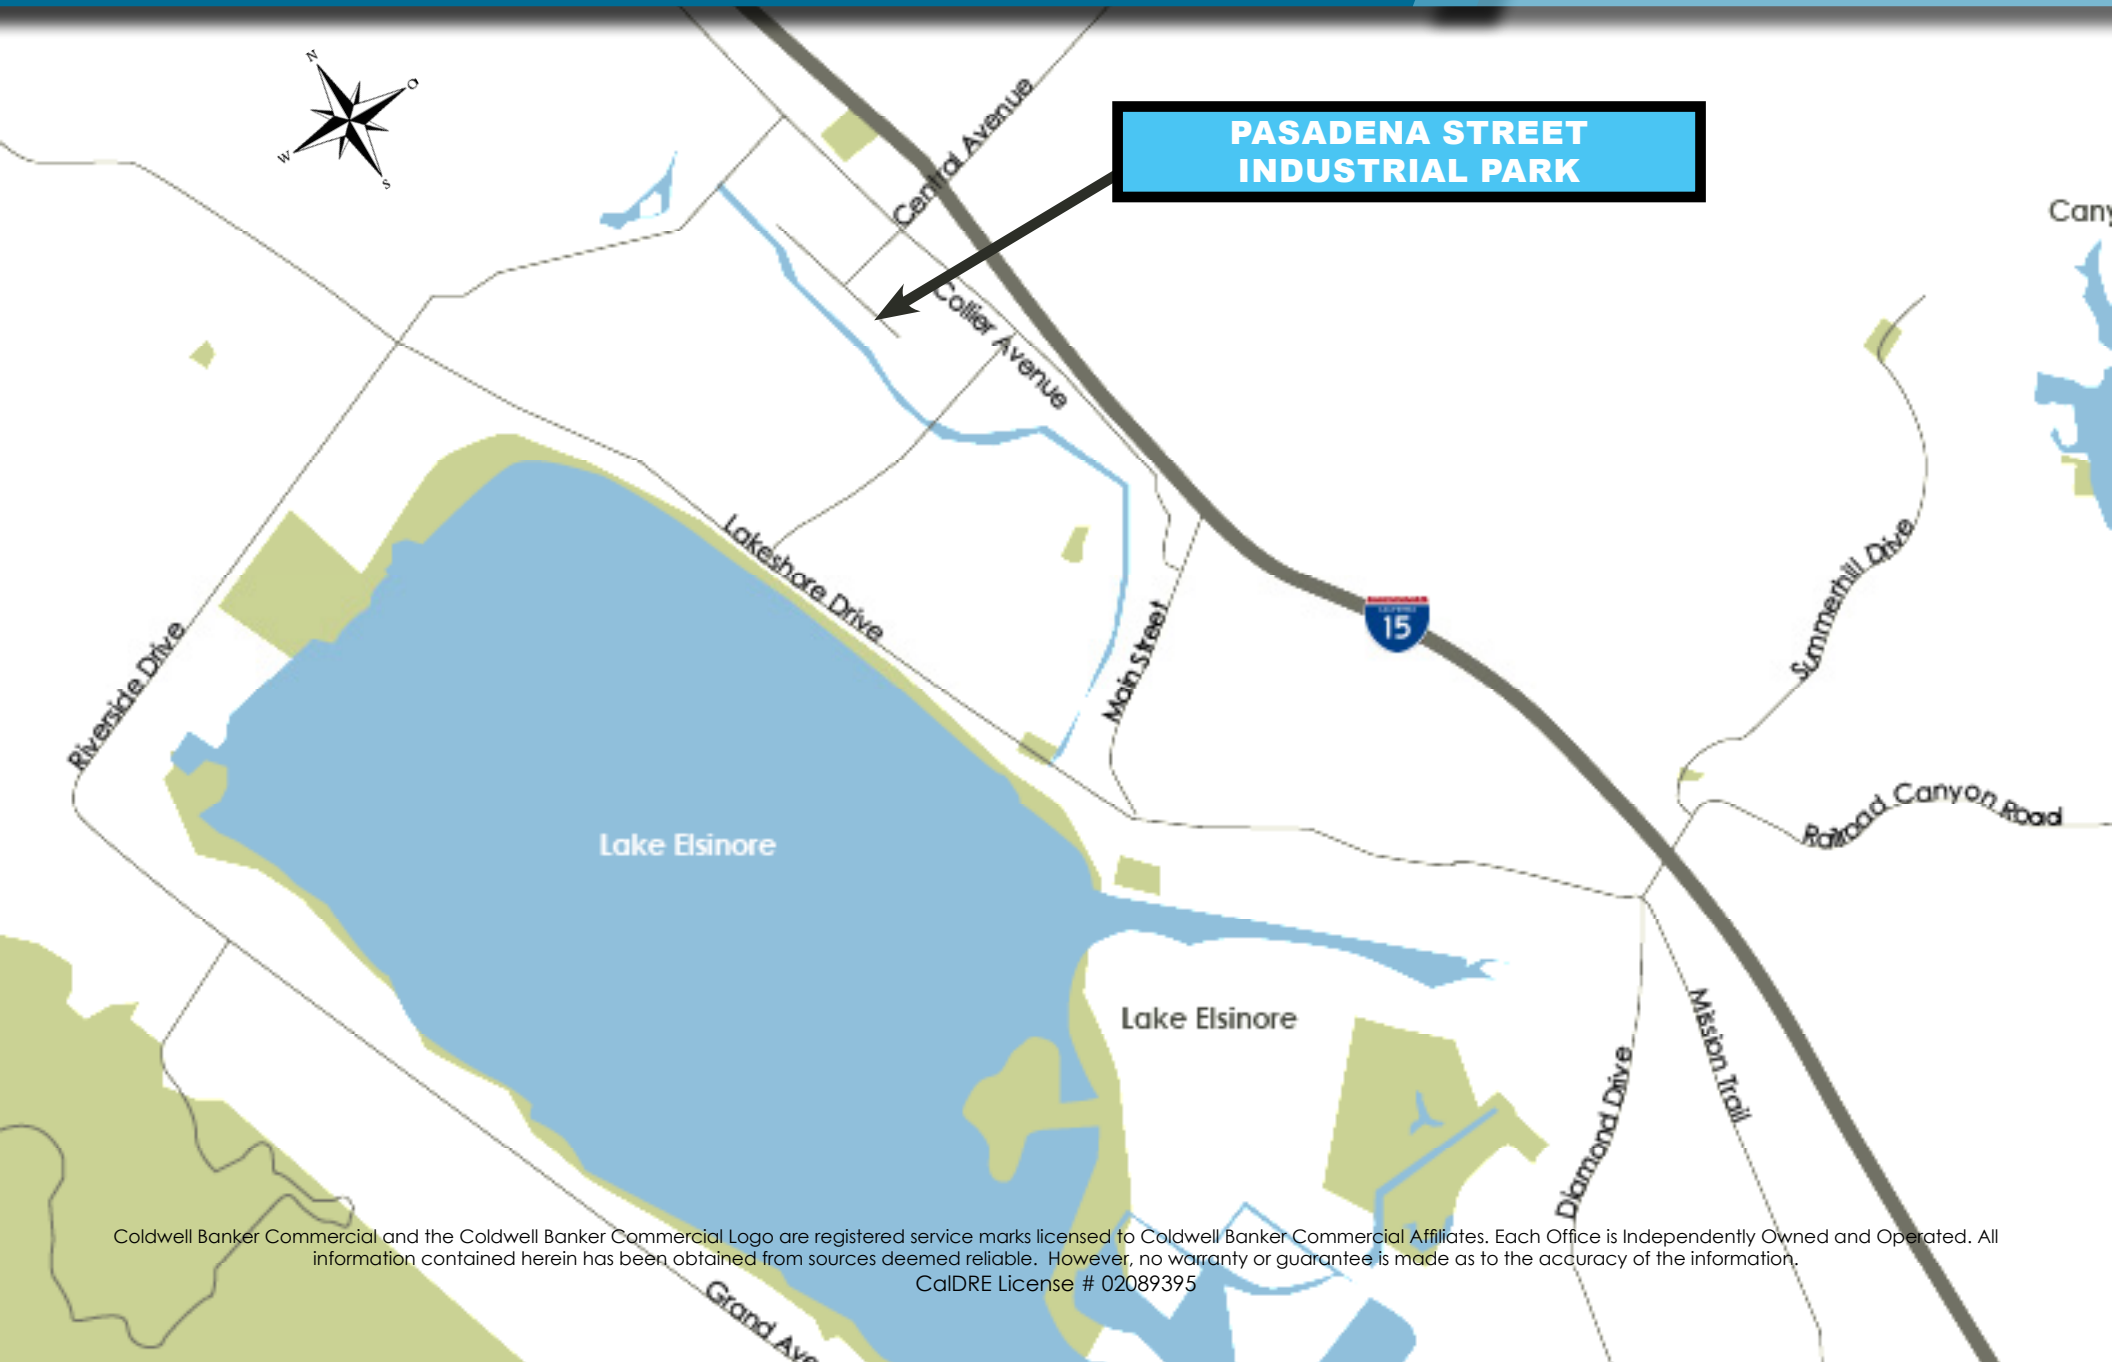 N
O
W
S
Central Avenue
PASADENA STREET
INDUSTRIAL PARK
Collier Avenue
Lakeshore Drive
Riverside Drive
Main Street
15
Summerhill Drive
Railroad Canyon Road
Lake Elsinore
Lake Elsinore
Mission Trail
Diamond Drive
Coldwell Banker Commercial and the Coldwell Banker Commercial Logo are registered service marks licensed to Coldwell Banker Commercial Affiliates. Each Office is Independently Owned and Operated. All
information contained herein has been obtained from sources deemed reliable. However, no warranty or guarantee is made as to the accuracy of the information.
CalDRE License # 02089395
Grand Ave